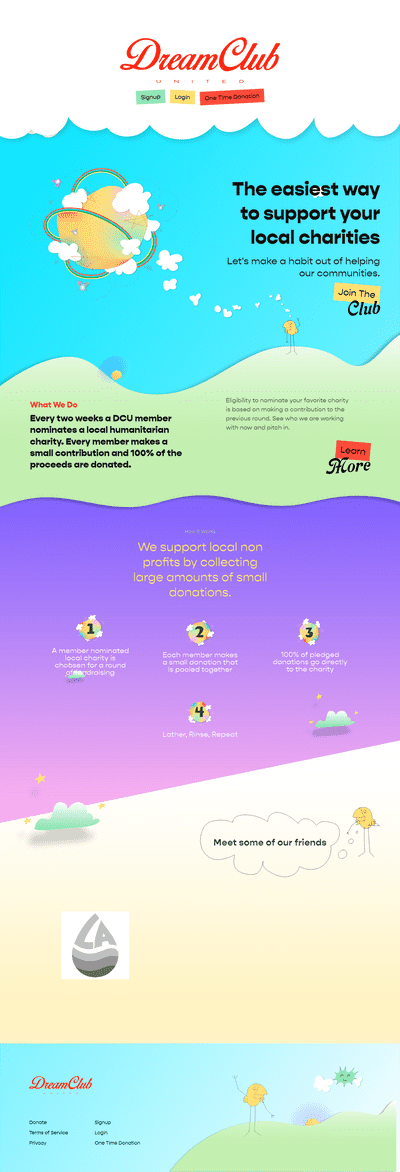 DreamClub
UNITED
Signup
Login
One Time Donation
The easiest way
to support your
local charities
Let's make a habit out of helping
our communities.
Join The
Club
What We Do
Every two weeks a DCU member
nominates a local humanitarian
charity. Every member makes a
small contribution and 100% of the
proceeds are donated.
Eligibility to nominate your favorite charity
is based on making a contribution to the
previous round. See who we are working
with now and pitch in.
Learn
More
How It Works
We support local non
profits by collecting
large amounts of small
donations.
1
A member nominated
local charity is
chobsen for a round
of fundraising
2
Each member makes
a small donation that
is pooled together
3
100% of pledged
donations go directly
to the charity
4
Lather, Rinse, Repeat
Meet some of our friends
LA
DreamClub
Donate
Signup
Terms of Service
Login
Privacy
One Time Donation